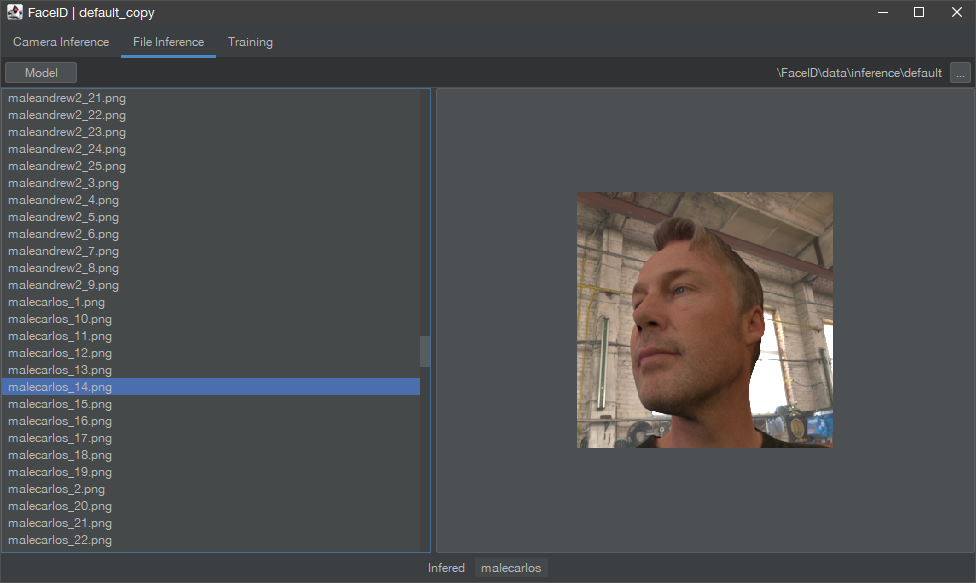 FaceID | default_copy
Camera Inference File Inference Training
Model \FaceID\data\inference\default ...
maleandrew2_21.png
maleandrew2_22.png
maleandrew2_23.png
maleandrew2_24.png
maleandrew2_25.png
maleandrew2_3.png
maleandrew2_4.png
maleandrew2_5.png
maleandrew2_6.png
maleandrew2_7.png
maleandrew2_8.png
maleandrew2_9.png
malecarlos_1.png
malecarlos_10.png
malecarlos_11.png
malecarlos_12.png
malecarlos_13.png
malecarlos_14.png
malecarlos_15.png
malecarlos_16.png
malecarlos_17.png
malecarlos_18.png
malecarlos_19.png
malecarlos_2.png
malecarlos_20.png
malecarlos_21.png
malecarlos_22.png
Infered malecarlos